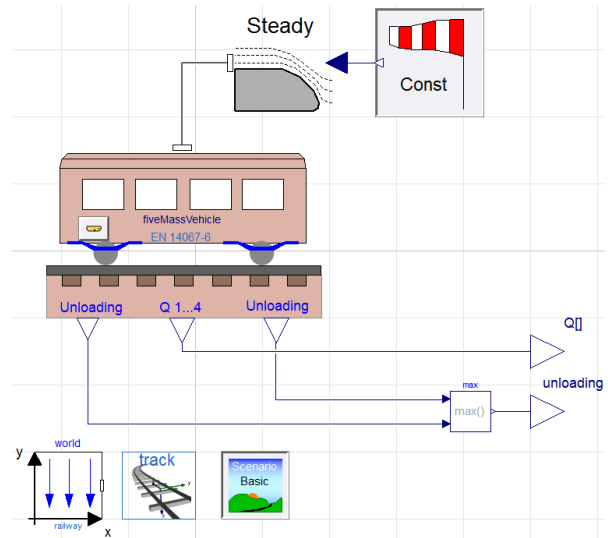 Steady
Const
fiveMassVehicle
EN 14067-6
Unloading
Q 1...4
Unloading
Q[]
unloading
max
max()
world
y
railway
x
track
y
Scenario
Basic